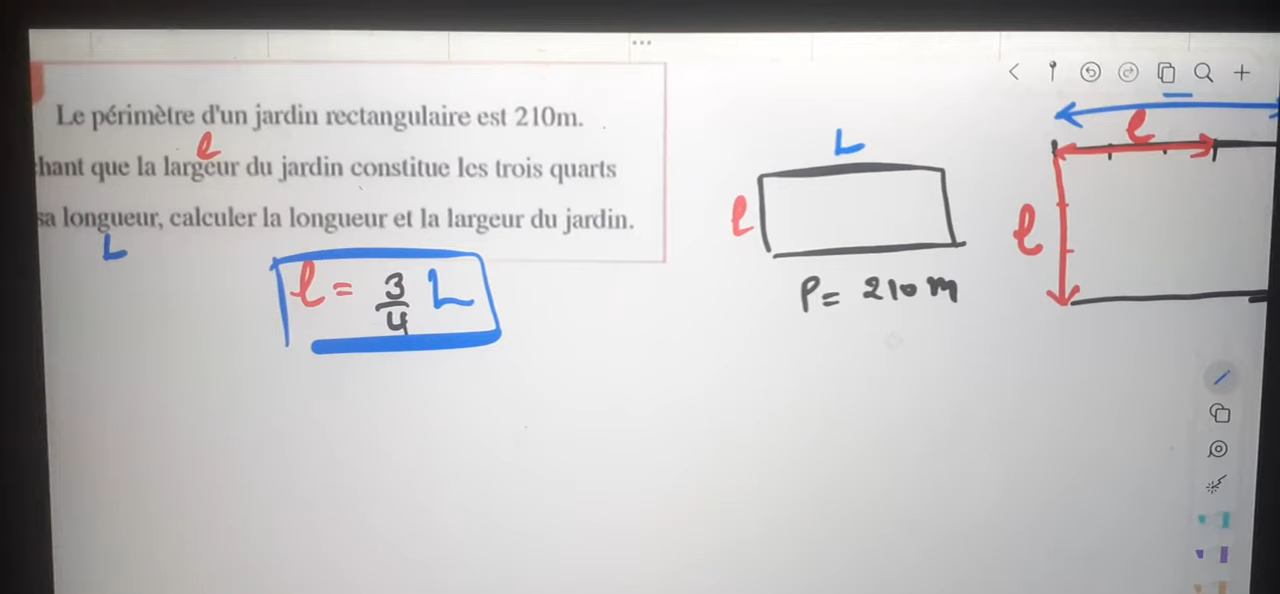 Le périmètre d'un jardin rectangulaire est 210m.
hant que la largeur du jardin constitue les trois quarts
sa longueur, calculer la longueur et la largeur du jardin.
l
L
l = 3/4 L
L
l
P = 210 m
l
l